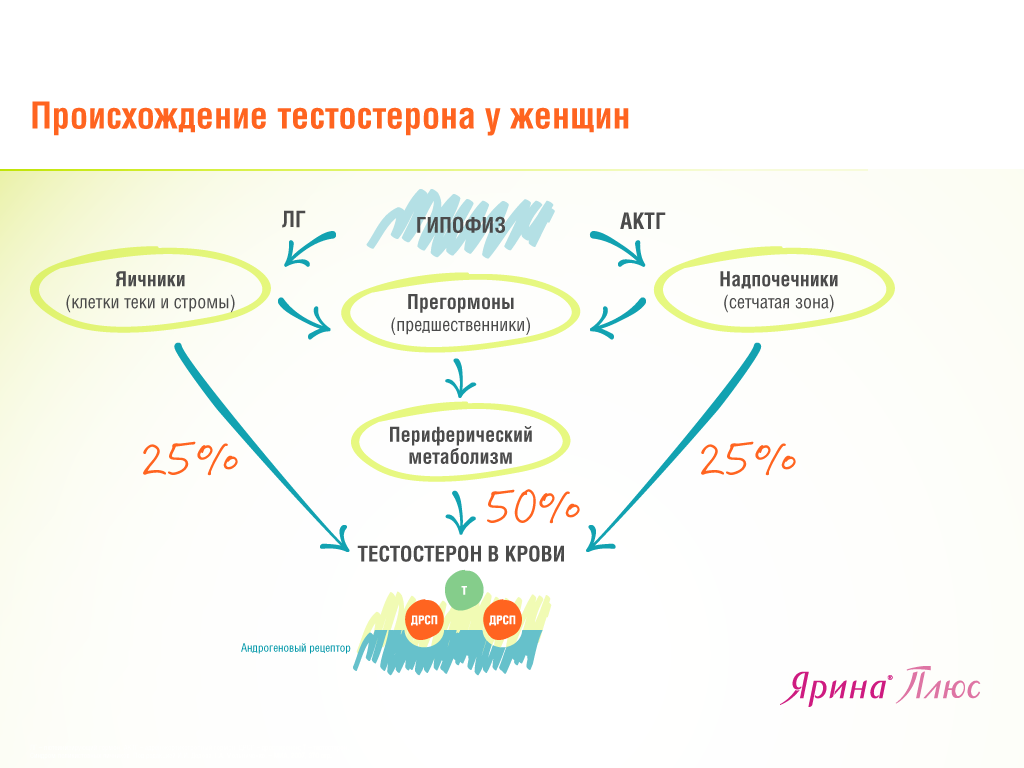 Происхождение тестостерона у женщин
ЛГ
ГИПОФИЗ
АКТГ
Яичники
(клетки теки и стромы)
Прегормоны
(предшественники)
Надпочечники
(сетчатая зона)
Периферический
метаболизм
25%
50%
25%
ТЕСТОСТЕРОН В КРОВИ
Т
ДРСП
ДРСП
Андрогеновый рецептор
Ярина® Плюс